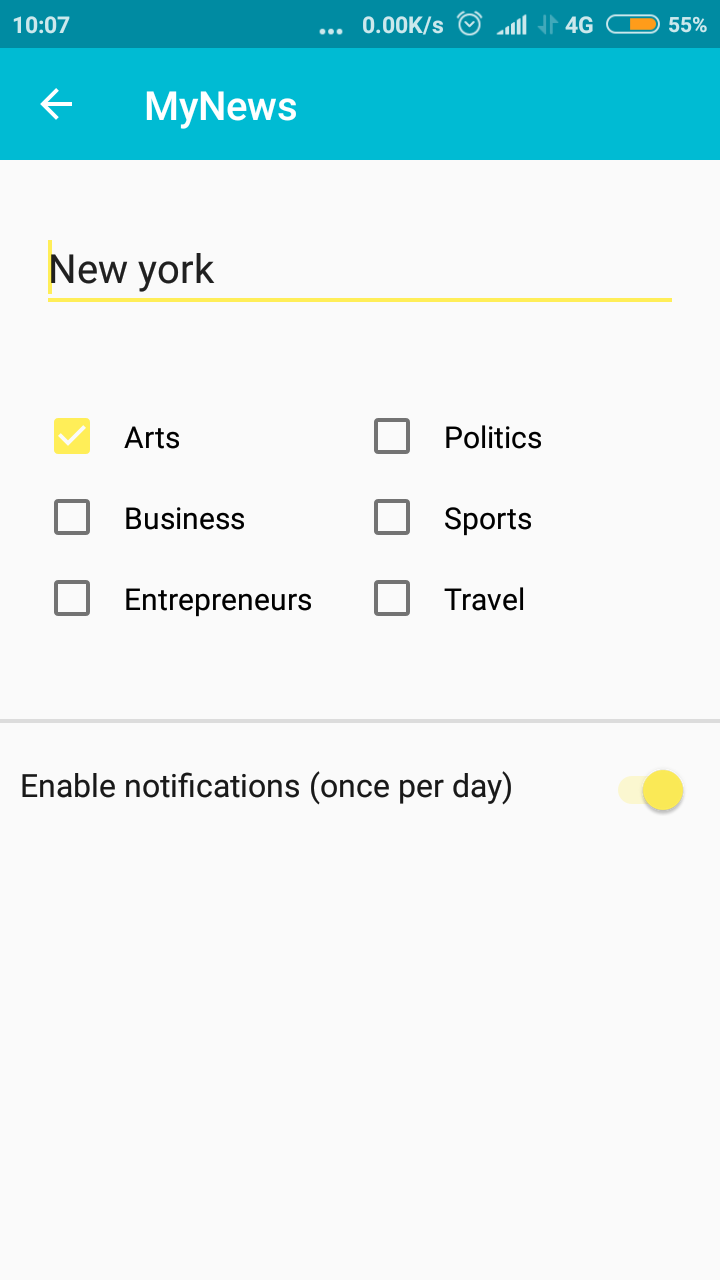 10:07 ... 0.00K/s 4G 55%
MyNews
New york
Arts Politics
Business Sports
Entrepreneurs Travel
Enable notifications (once per day)